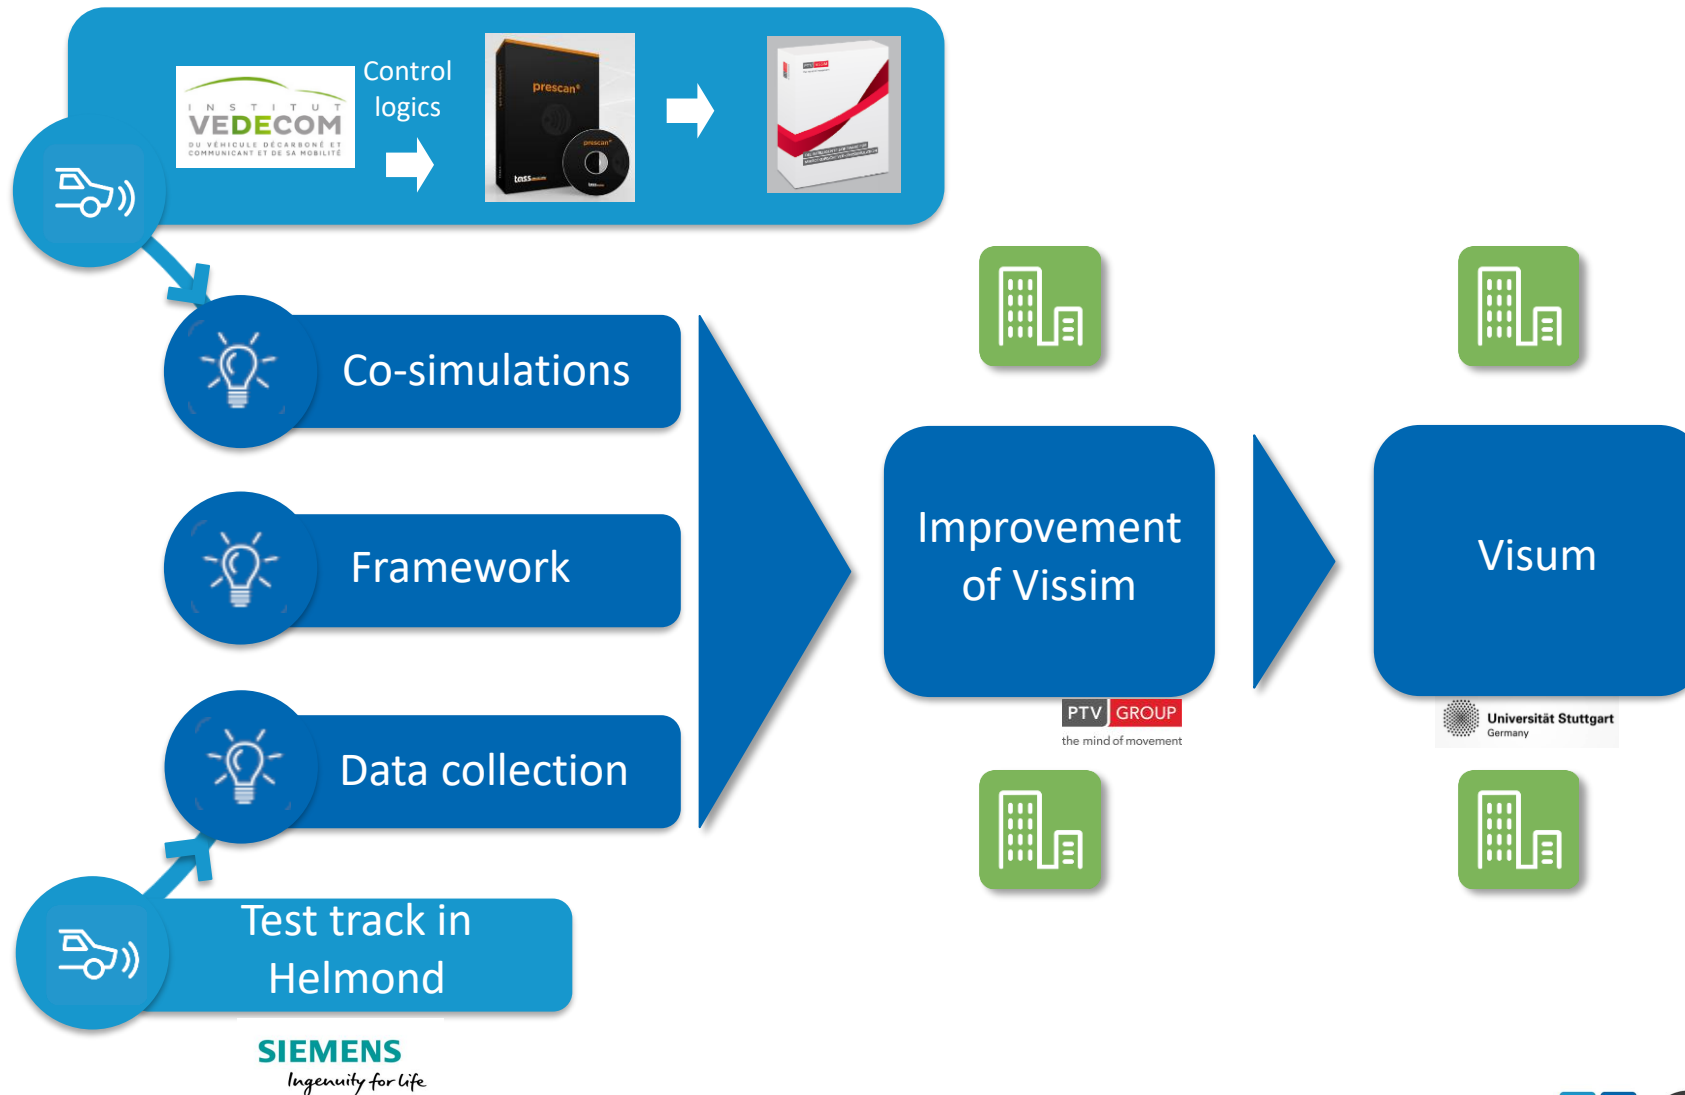 Control
logics
INSTITUT
VEDECOM
DU VÉHICULE DÉCARBONÉ ET
COMMUNICANT ET DE SA MOBILITÉ
prescan®
prescan®
tass
Co-simulations
Framework
Data collection
Test track in
Helmond
SIEMENS
Ingenuity for life
Improvement
of Vissim
PTV GROUP
the mind of movement
Visum
Universität Stuttgart
Germany